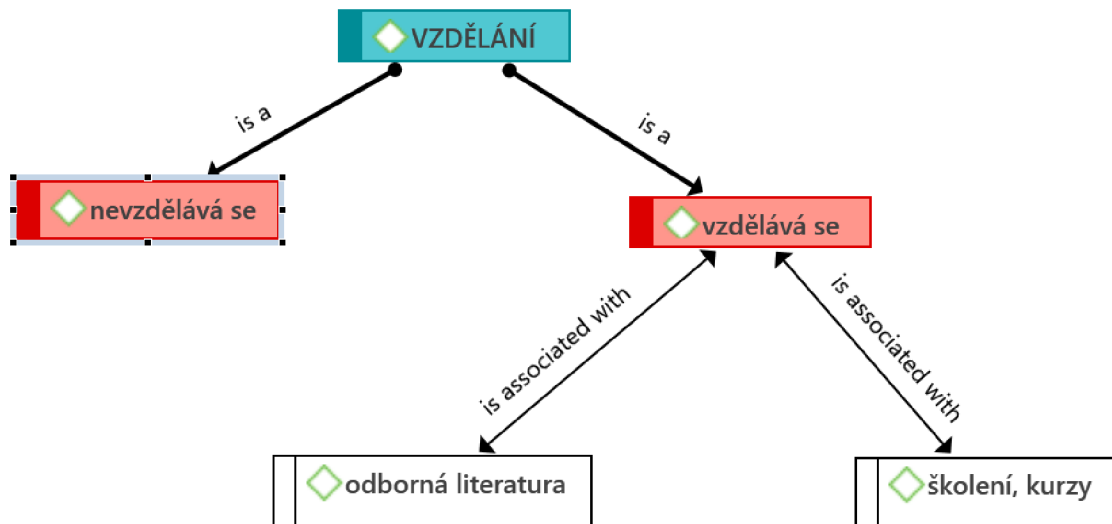 VZDĚLÁNÍ
is a
is a
nevzdělává se
vzdělává se
is associated with
is associated with
odborná literatura
školení, kurzy